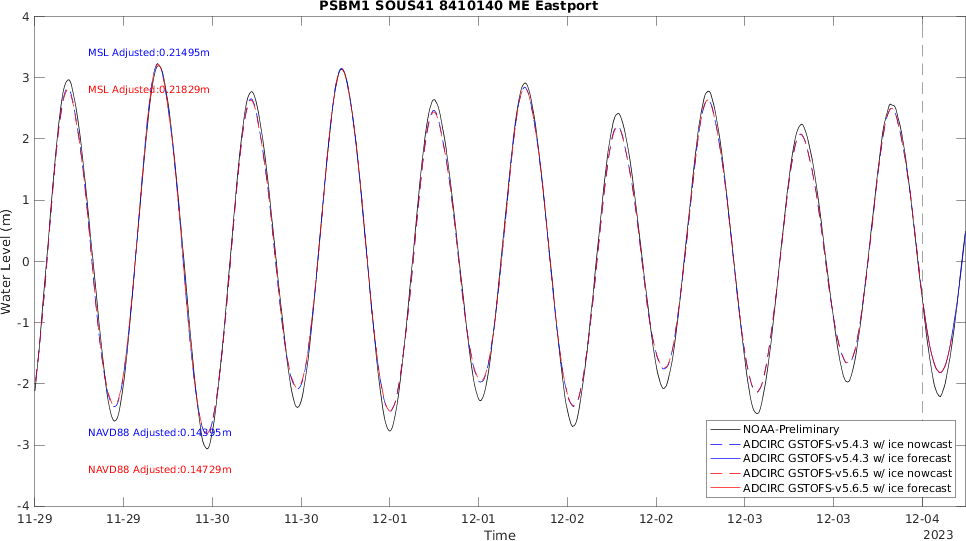 PSBM1 SOUS41 8410140 ME Eastport
4
3
2
1
0
-1
-2
-3
-4
Water Level (m)
MSL Adjusted:0.21495m
MSL Adjusted:0.21829m
NAVD88 Adjusted:0.14395m
NAVD88 Adjusted:0.14729m
NOAA-Preliminary
ADCIRC GSTOFS-v5.4.3 w/ ice nowcast
ADCIRC GSTOFS-v5.4.3 w/ ice forecast
ADCIRC GSTOFS-v5.6.5 w/ ice nowcast
ADCIRC GSTOFS-v5.6.5 w/ ice forecast
11-29 11-29 11-30 11-30 12-01 12-01 12-02 12-02 12-03 12-03 12-04
Time
2023